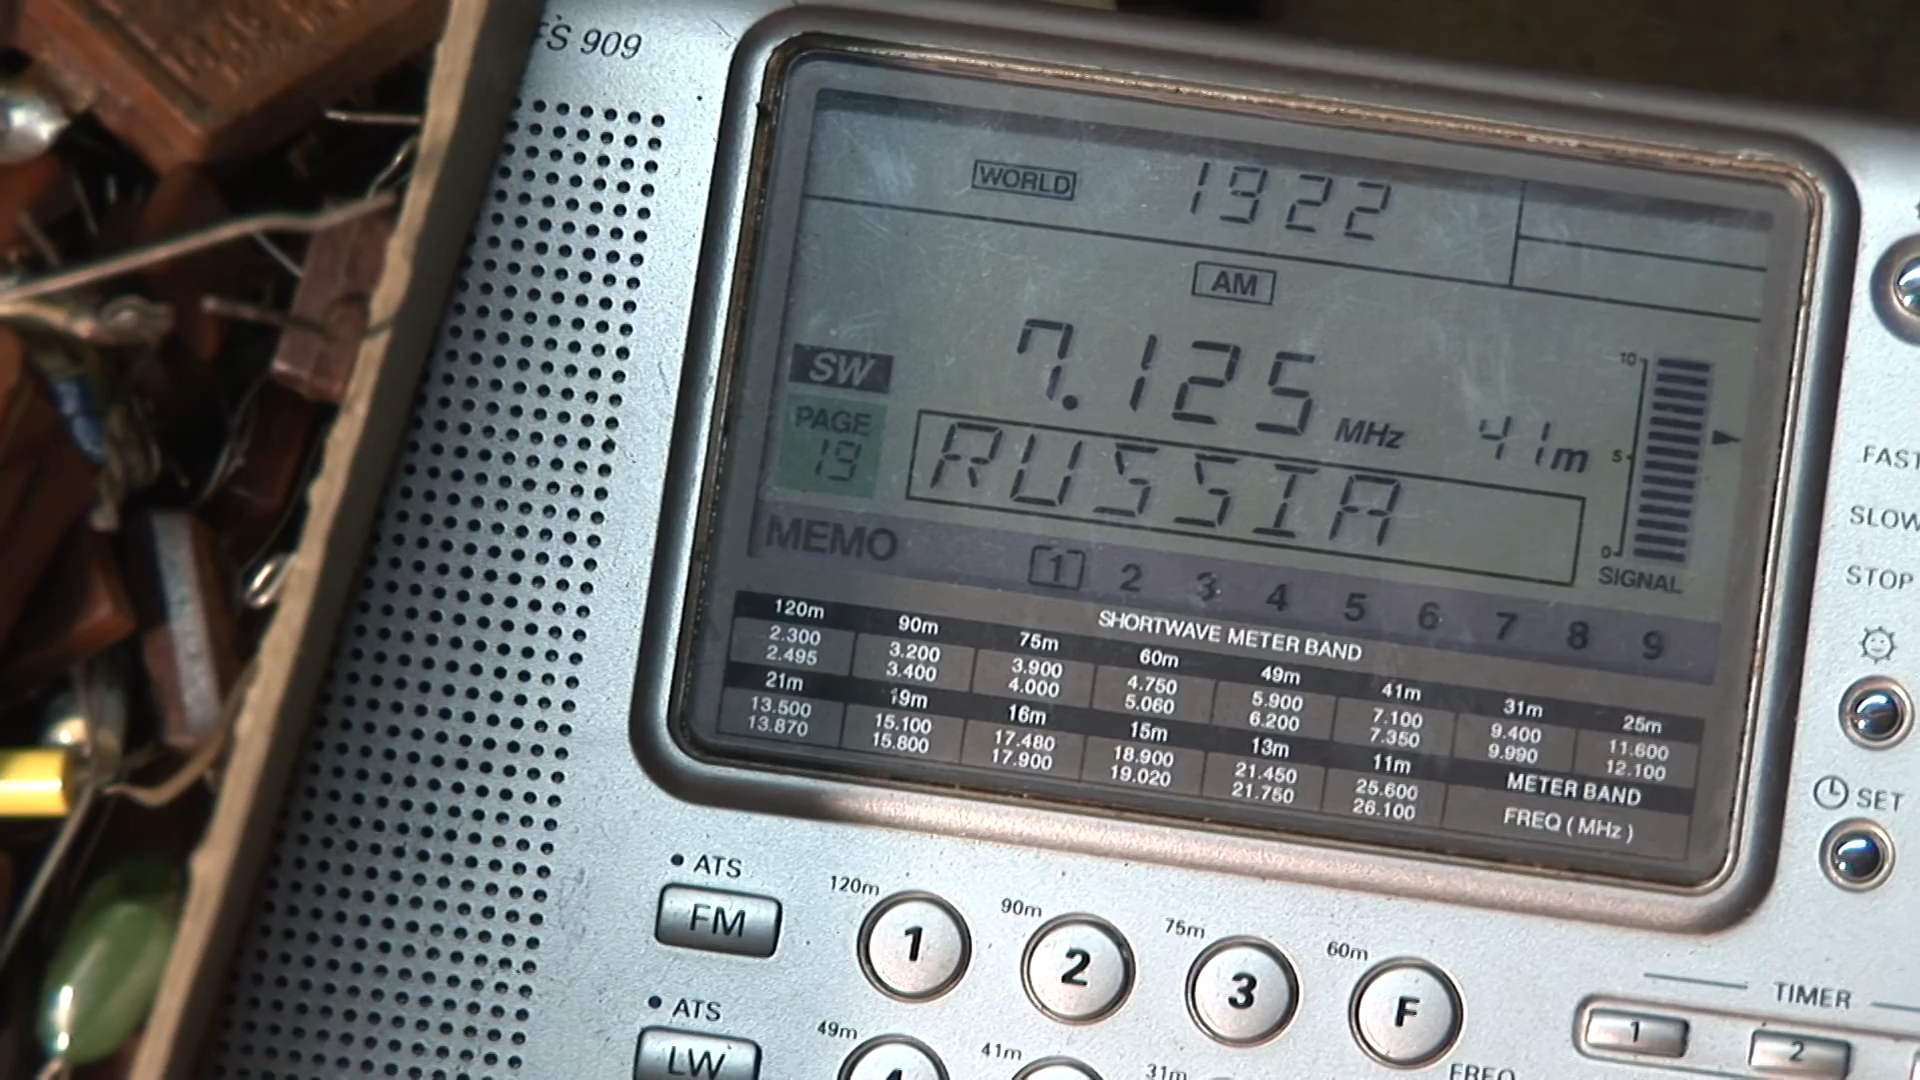 S 909
WORLD 1922
AM
SW 7.125 MHz 41m
PAGE 19
RUSSIA
10
5
0
SIGNAL
MEMO 1 2 3 4 5 6 7 8 9
SHORTWAVE METER BAND
120m 90m 75m 60m 49m 41m 31m 25m
2.300 3.200 3.900 4.750 5.900 7.100 9.400 11.600
2.495 3.400 4.000 5.060 6.200 7.350 9.990 12.100
21m 19m 16m 15m 13m 11m METER BAND
13.500 15.100 17.480 18.900 21.450 25.600 FREQ ( MHz )
13.870 15.800 17.900 19.020 21.750 26.100
FAST
SLOW
STOP
SET
ATS
FM
120m 1
90m 2
75m 3
60m F
TIMER
1 2
ATS
LW
49m 4
41m
31m
FREQ